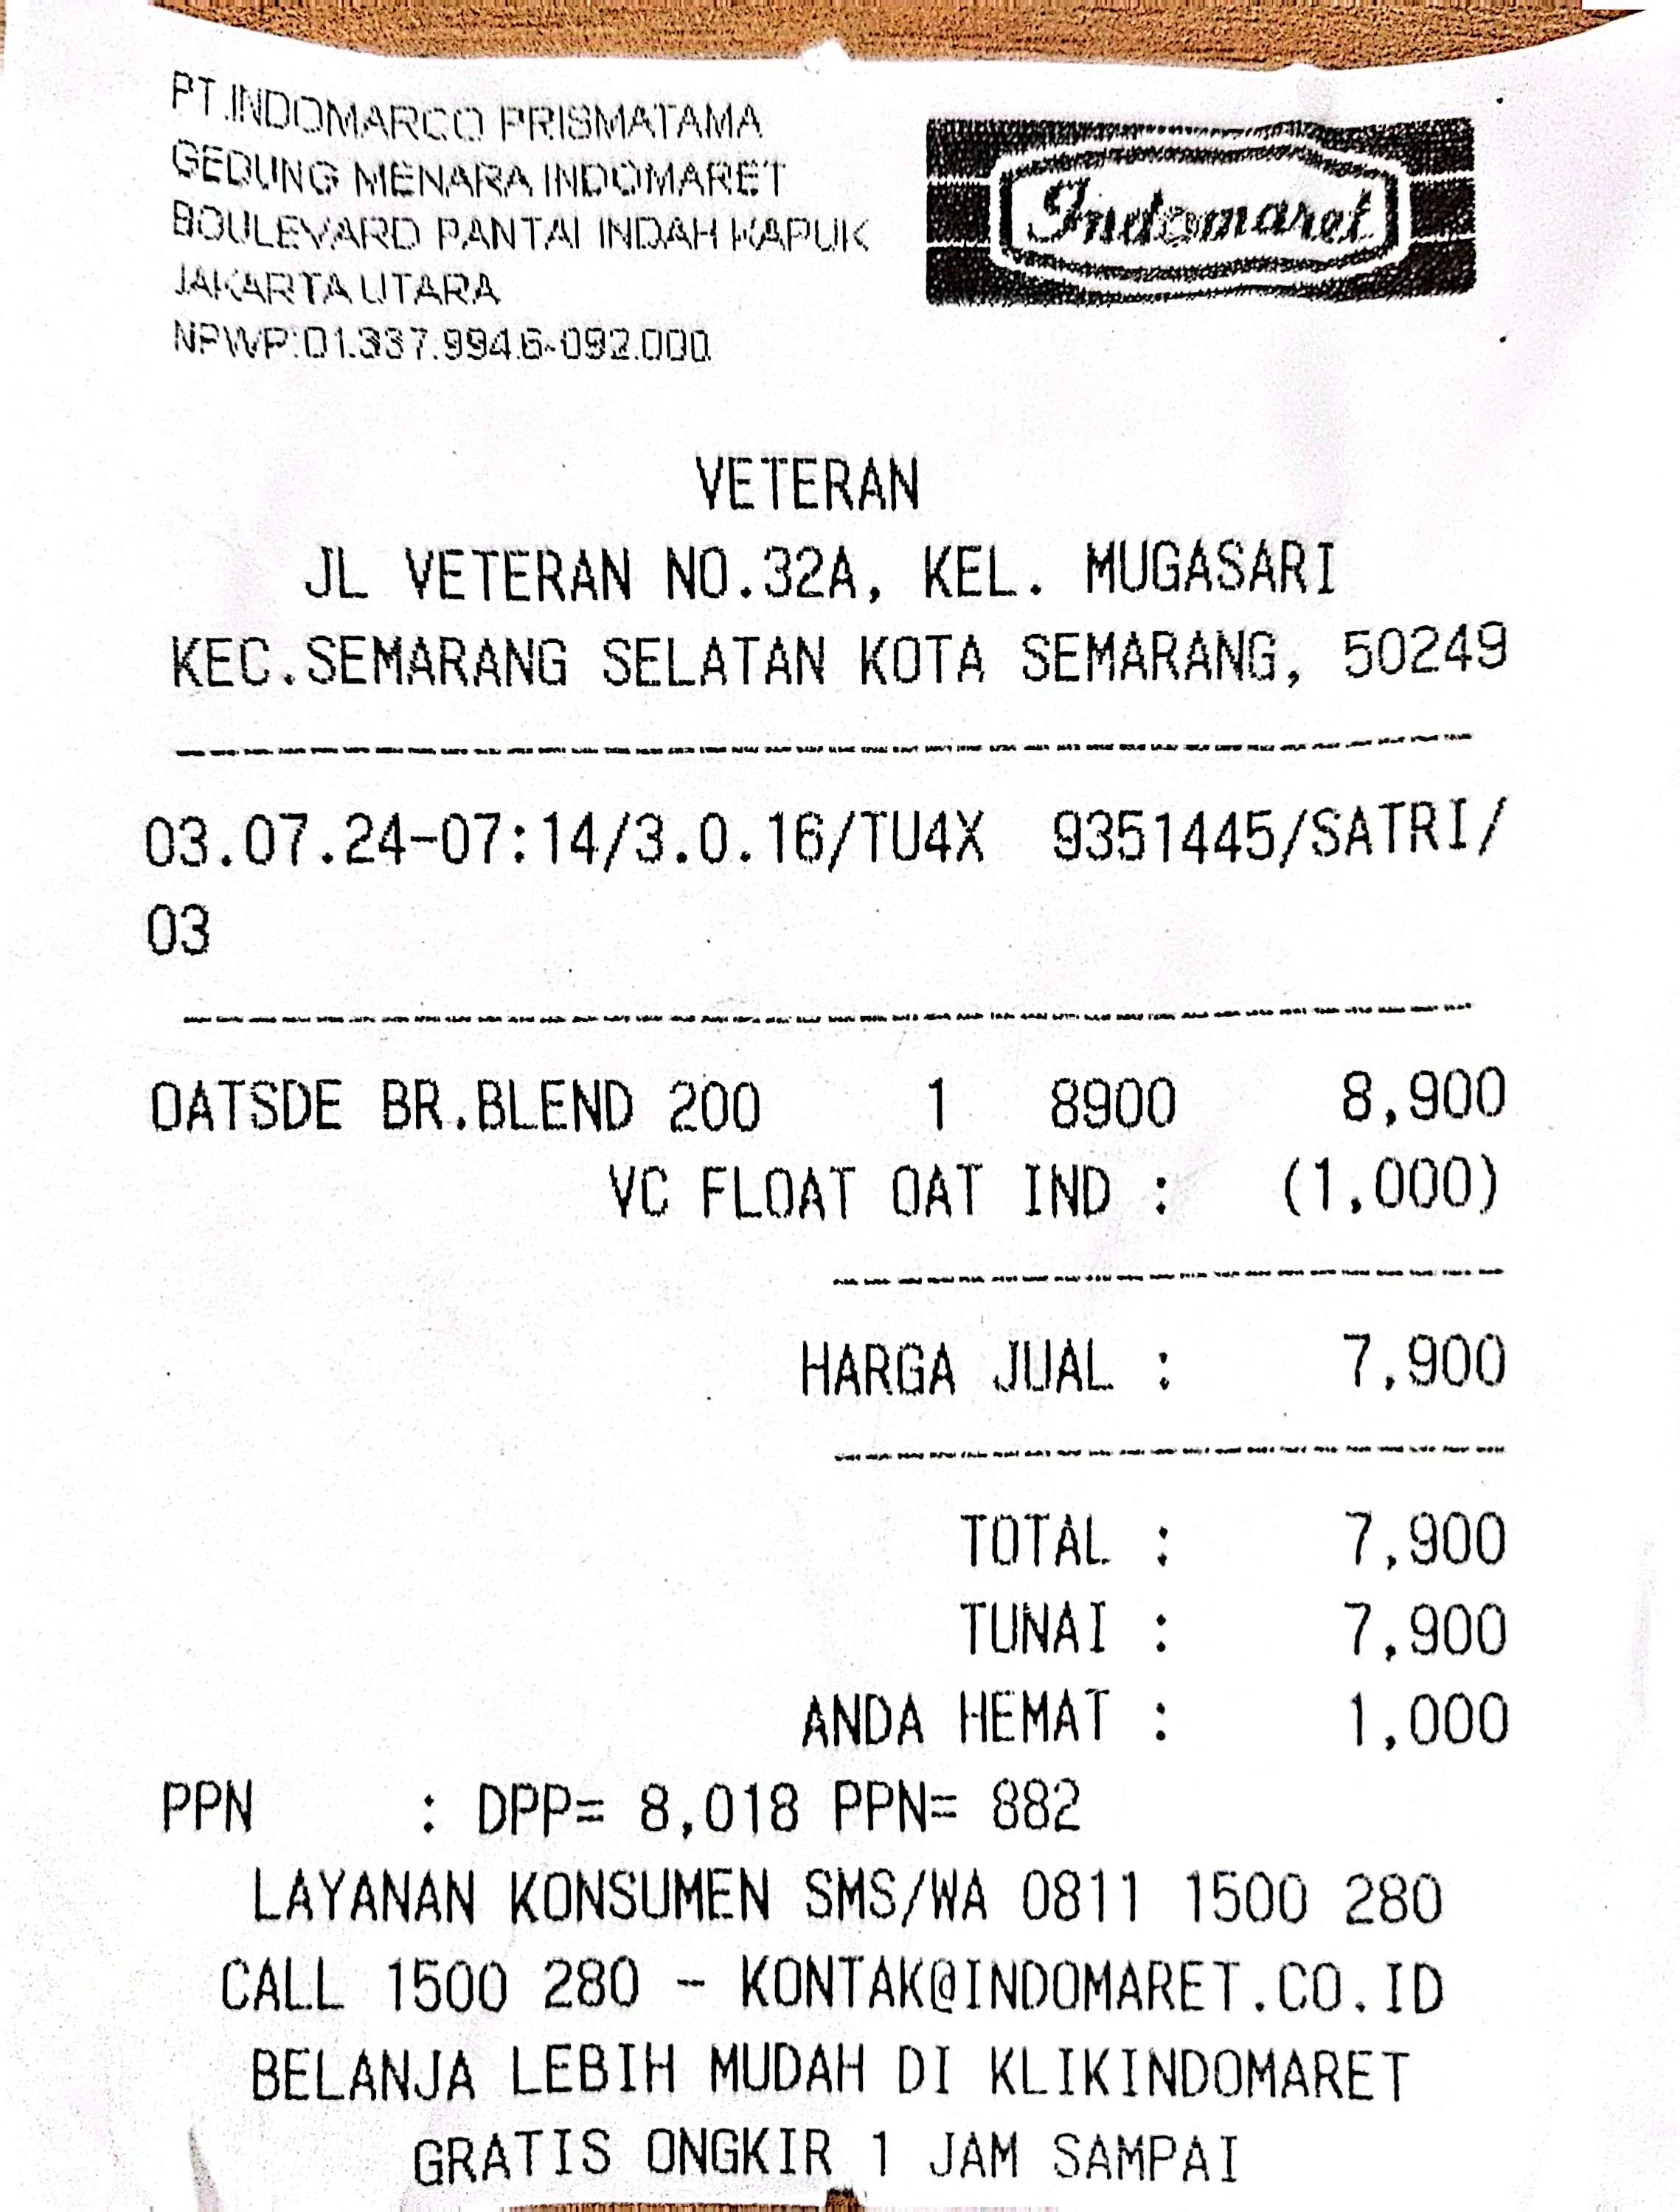 PT.INDOMARCO PRISMATAMA
GEDUNG MENARA INDOMARET
BOULEVARD PANTAI INDAH KAPUK
JAKARTA UTARA
NPWP:01.337.994.6-092.000
Indomaret
VETERAN
JL VETERAN NO.32A, KEL. MUGASARI
KEC.SEMARANG SELATAN KOTA SEMARANG, 50249
03.07.24-07:14/3.0.16/TU4X 9351445/SATRI/
03
OATSDE BR.BLEND 200 1 8900 8,900
VC FLOAT OAT IND : (1,000)
HARGA JUAL : 7,900
TOTAL : 7,900
TUNAI : 7,900
ANDA HEMAT : 1,000
PPN : DPP= 8,018 PPN= 882
LAYANAN KONSUMEN SMS/WA 0811 1500 280
CALL 1500 280 - KONTAK@INDOMARET.CO.ID
BELANJA LEBIH MUDAH DI KLIKINDOMARET
GRATIS ONGKIR 1 JAM SAMPAI